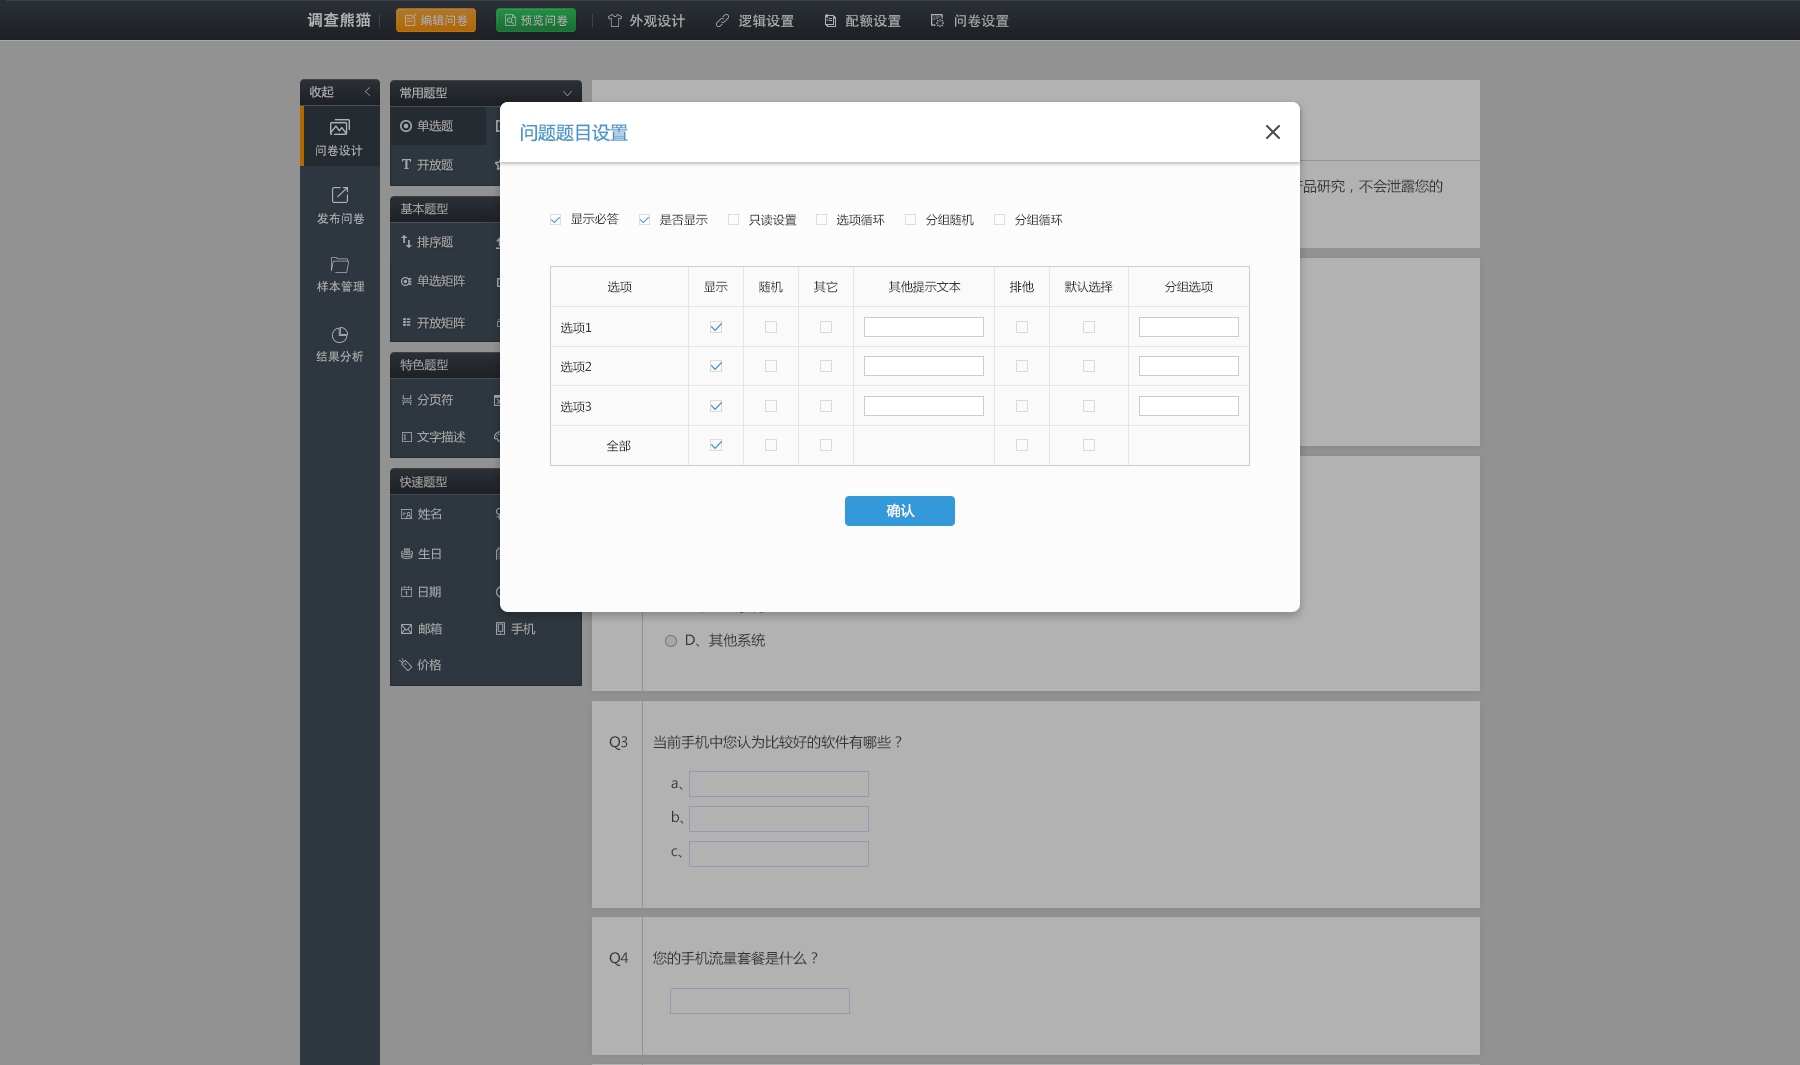 调查熊猫 编辑问卷 预览问卷 外观设计 逻辑设置 配额设置 问卷设置
收起
问卷设计
发布问卷
样本管理
结果分析
常用题型
单选题
开放题
基本题型
排序题
单选矩阵
开放矩阵
特色题型
分页符
文字描述
快速题型
姓名
生日
日期
邮箱 手机
价格
问题题目设置
显示必答 是否显示 只读设置 选项循环 分组随机 分组循环
选项 显示 随机 其它 其他提示文本 排他 默认选择 分组选项
选项1
选项2
选项3
全部
确认
品研究，不会泄露您的
D、其他系统
Q3 当前手机中您认为比较好的软件有哪些？
a、
b、
c、
Q4 您的手机流量套餐是什么？